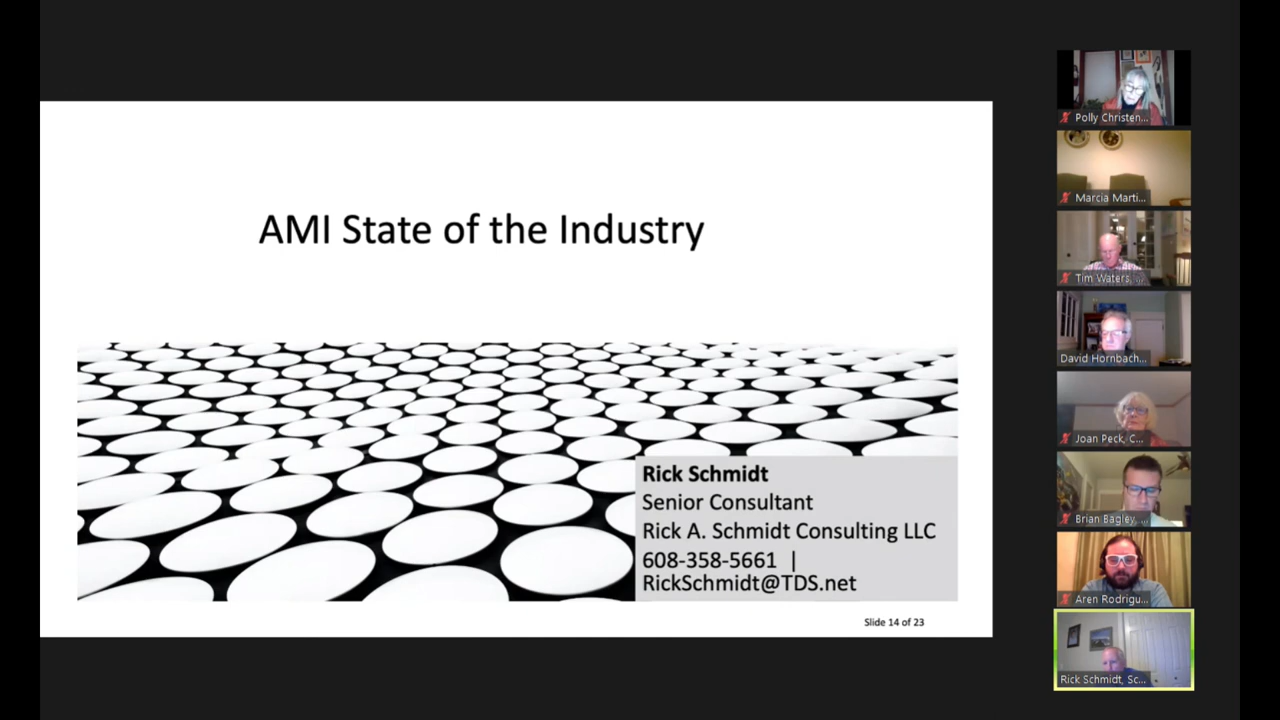 AMI State of the Industry
Rick Schmidt
Senior Consultant
Rick A. Schmidt Consulting LLC
608-358-5661 |
RickSchmidt@TDS.net
Slide 14 of 23
Polly Christen...
Marcia Marti...
Tim Waters, ...
David Hornbach...
Joan Peck, C...
Brian Bagley, ...
Aren Rodrigu...
Rick Schmidt, Sc...